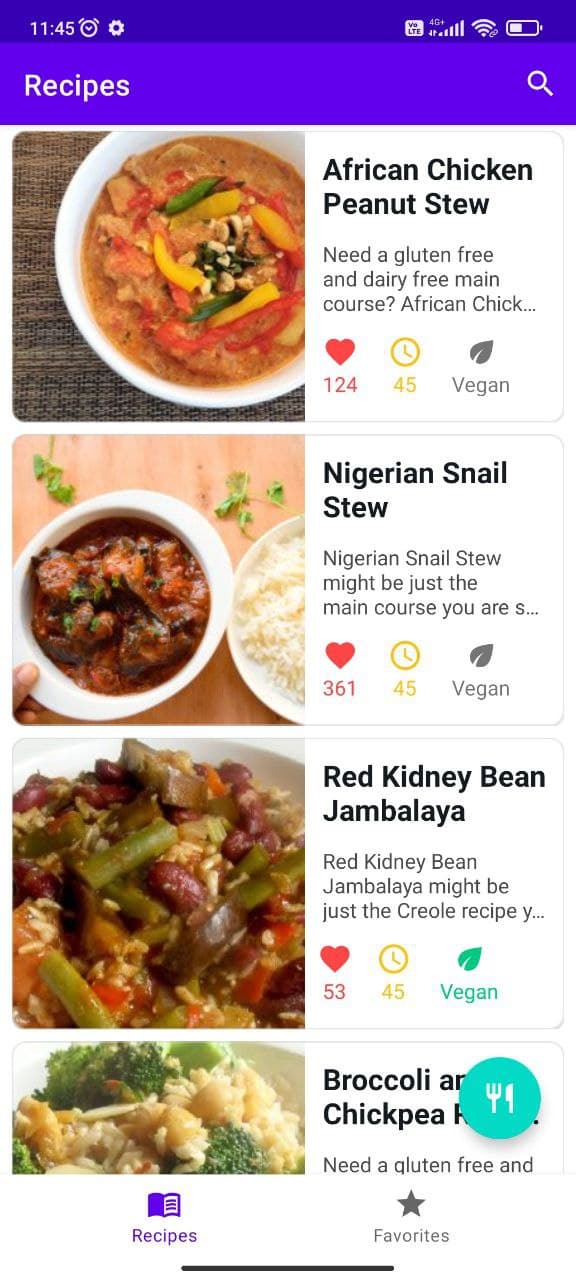 11:45
Vo
LTE
4G+
Recipes
African Chicken
Peanut Stew
Need a gluten free
and dairy free main
course? African Chick...
124
45
Vegan
Nigerian Snail
Stew
Nigerian Snail Stew
might be just the
main course you are s...
361
45
Vegan
Red Kidney Bean
Jambalaya
Red Kidney Bean
Jambalaya might be
just the Creole recipe y...
53
45
Vegan
Broccoli
Chickpea
Need a gluten free and
Recipes
Favorites